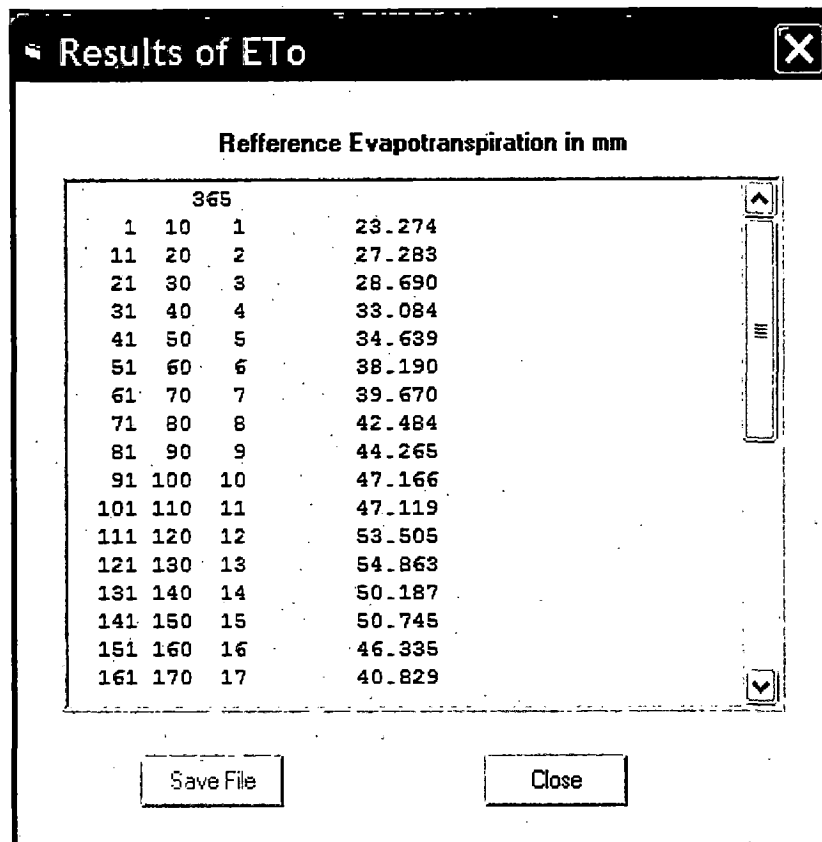 Results of ETo
Refference Evapotranspiration in mm
365
1 10 1 23.274
11 20 2 27.283
21 30 3 28.690
31 40 4 33.084
41 50 5 34.639
51 60 6 38.190
61 70 7 39.670
71 80 8 42.484
81 90 9 44.265
91 100 10 47.166
101 110 11 47.119
111 120 12 53.505
121 130 13 54.863
131 140 14 50.187
141 150 15 50.745
151 160 16 46.335
161 170 17 40.829
Save File Close